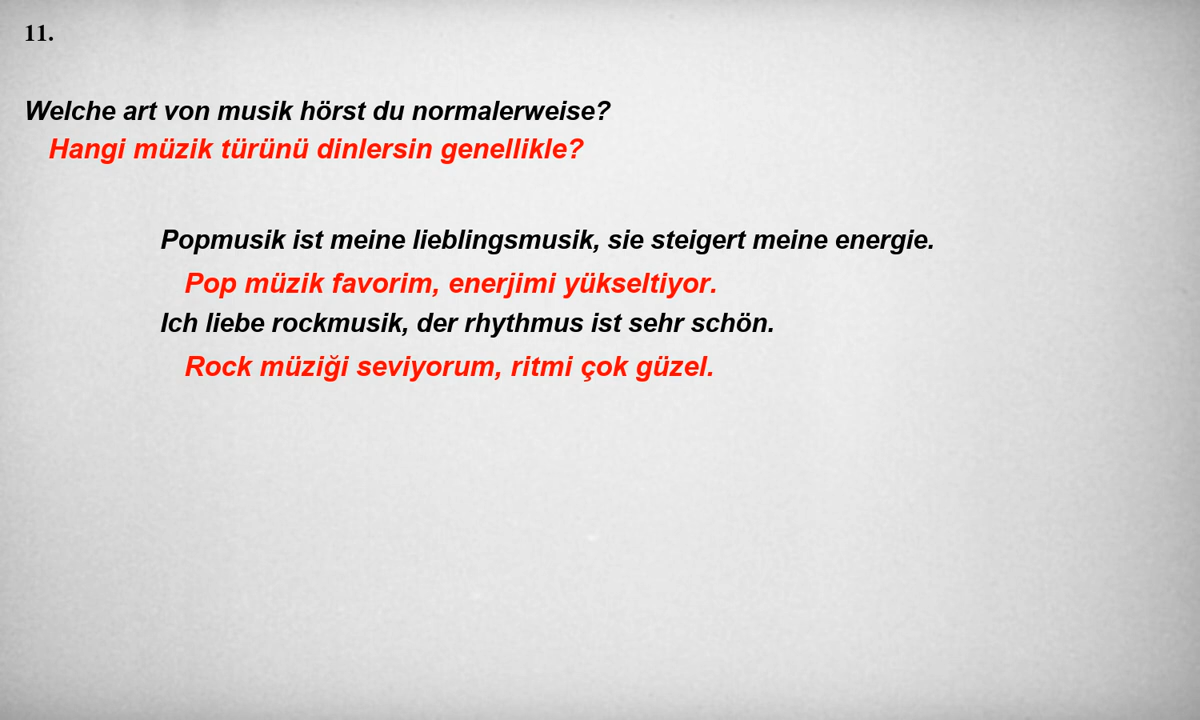 11.
Welche art von musik hörst du normalerweise?
Hangi müzik türünü dinlersin genellikle?
Popmusik ist meine lieblingsmusik, sie steigert meine energie.
Pop müzik favorim, enerjimi yükseltiyor.
Ich liebe rockmusik, der rhythmus ist sehr schön.
Rock müziği seviyorum, ritmi çok güzel.